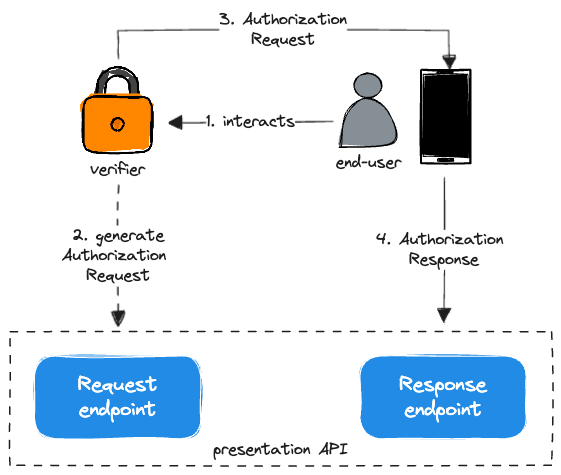 3. Authorization
Request
1. interacts
verifier
end-user
2. generate
Authorization
Request
4. Authorization
Response
Request
endpoint
Response
endpoint
presentation API